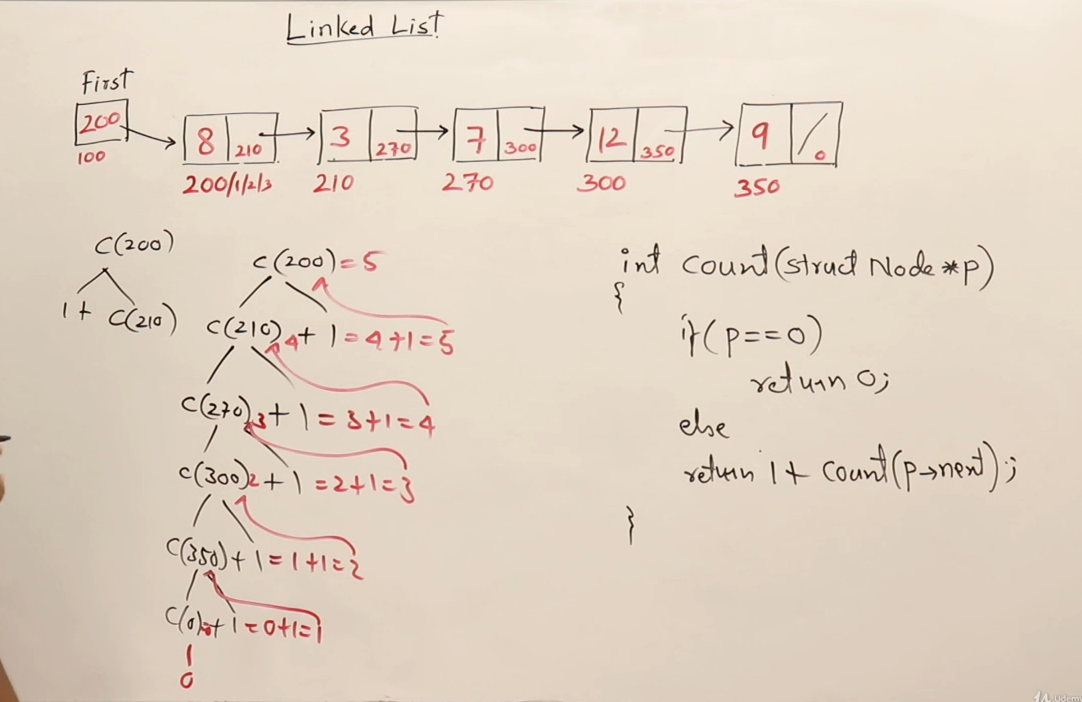 Linked List
First
200
100
8 210
200/1/2/3
3 270
210
7 300
270
12 350
300
9 0
350
C(200)
1+ C(210)
C(200)=5
C(210)4+1=4+1=5
C(270)3+1=3+1=4
C(300)2+1=2+1=3
C(350)+1=1+1=2
C(0)0+1=0+1=1
0
int count(struct Node *p)
{
if(p==0)
return 0;
else
return 1+ count(p→next);
}
Udemy